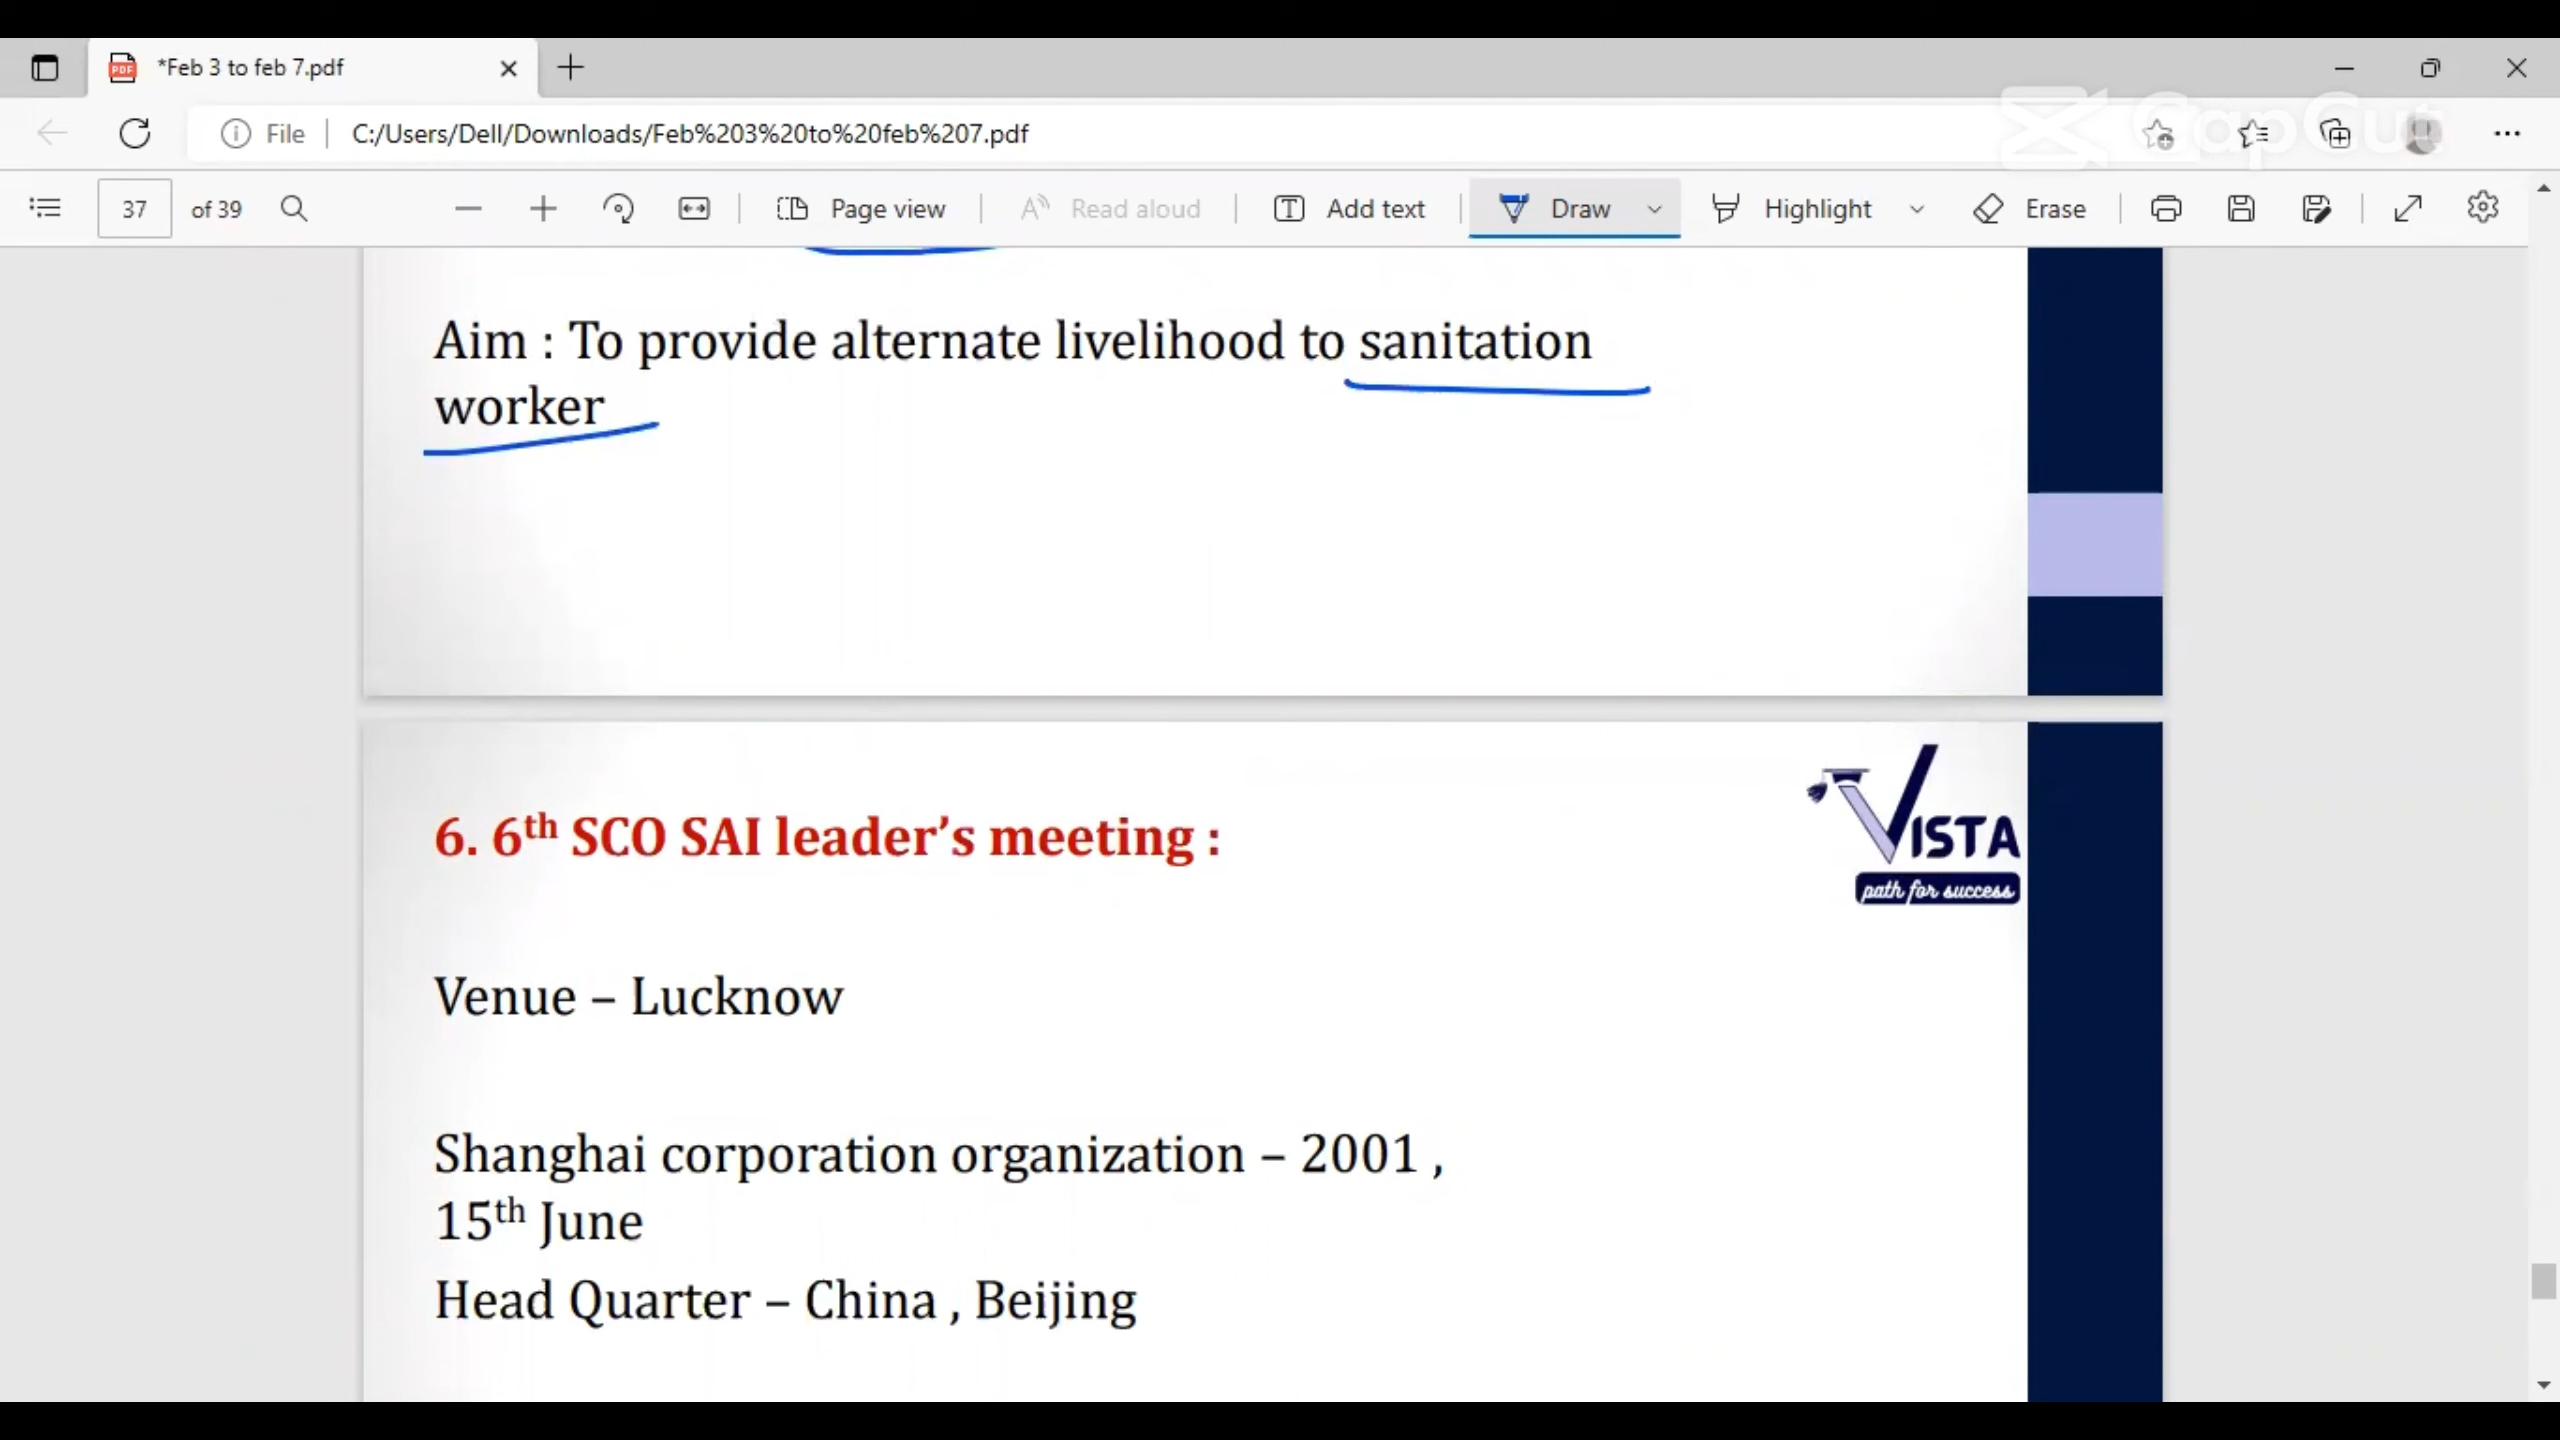 *Feb 3 to feb 7.pdf
File
C:/Users/Dell/Downloads/Feb%203%20to%20feb%207.pdf
CapCut
37 of 39
Page view
Read aloud
Add text
Draw
Highlight
Erase
Aim : To provide alternate livelihood to sanitation
worker
VISTA
path for success
6. 6th SCO SAI leader’s meeting :
Venue – Lucknow
Shanghai corporation organization – 2001 ,
15th June
Head Quarter – China , Beijing